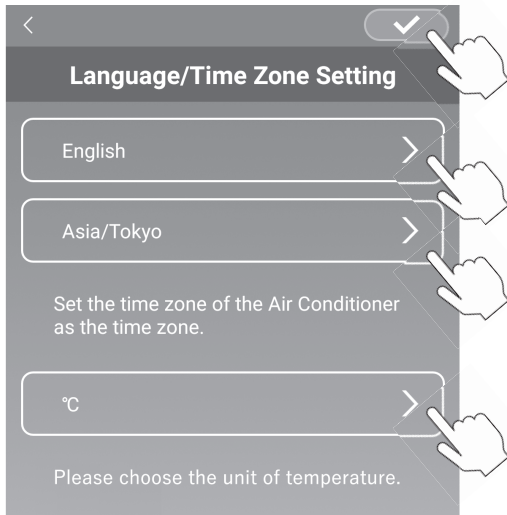 Language/Time Zone Setting
English
Asia/Tokyo
Set the time zone of the Air Conditioner
as the time zone.
℃
Please choose the unit of temperature.